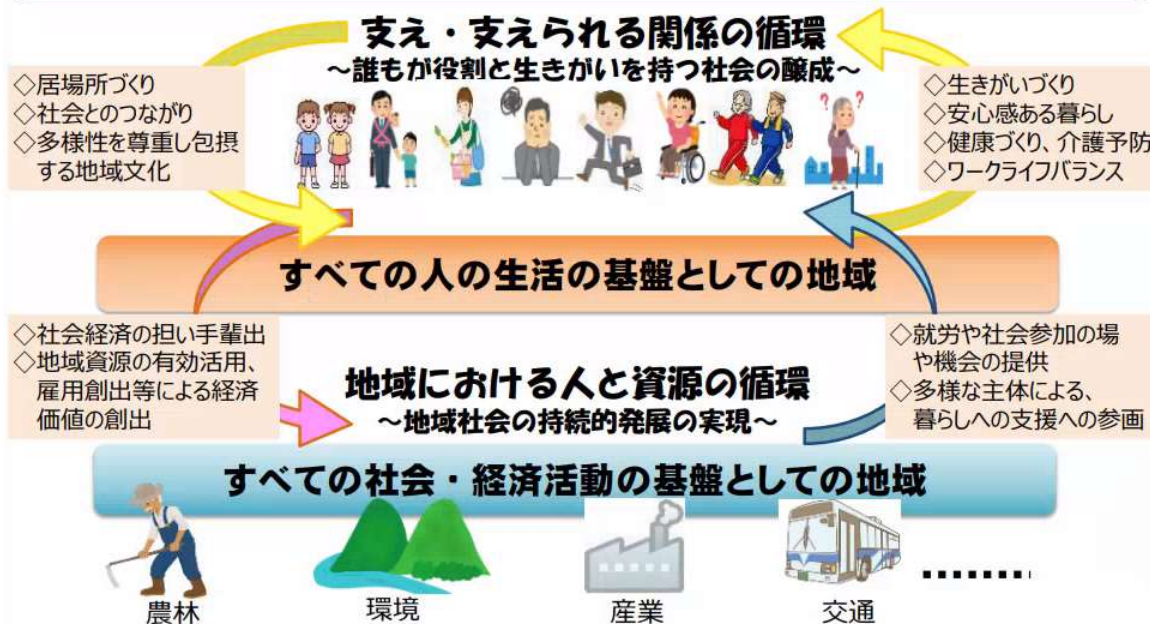 支え・支えられる関係の循環
～誰もが役割と生きがいを持つ社会の醸成～
◇居場所づくり
◇社会とのつながり
◇多様性を尊重し包摂
する地域文化
◇生きがいづくり
◇安心感ある暮らし
◇健康づくり、介護予防
◇ワークライフバランス
すべての人の生活の基盤としての地域
◇社会経済の担い手輩出
◇地域資源の有効活用、
雇用創出等による経済
価値の創出
地域における人と資源の循環
～地域社会の持続的発展の実現～
◇就労や社会参加の場
や機会の提供
◇多様な主体による、
暮らしへの支援への参画
すべての社会・経済活動の基盤としての地域
農林
環境
産業
交通